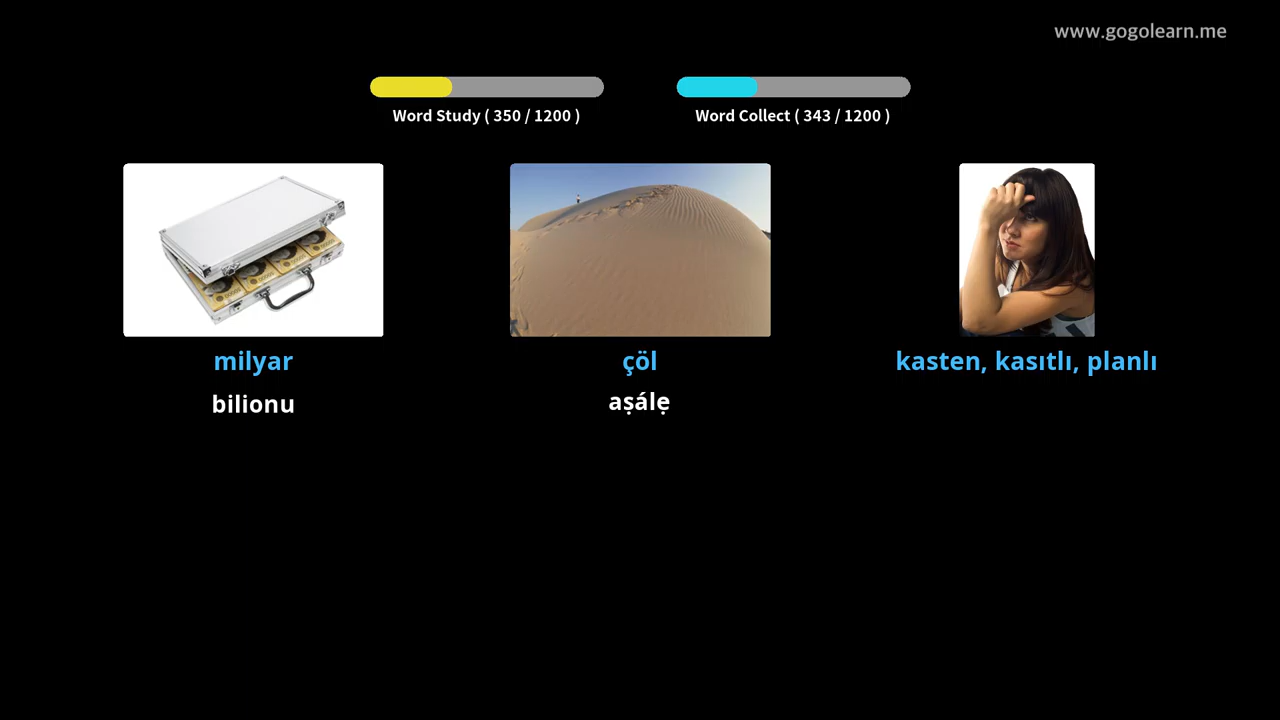 www.gogolearn.me
Word Study ( 350 / 1200 )
Word Collect ( 343 / 1200 )
milyar
çöl
kasten, kasıtlı, planlı
bilionu
aṣálẹ